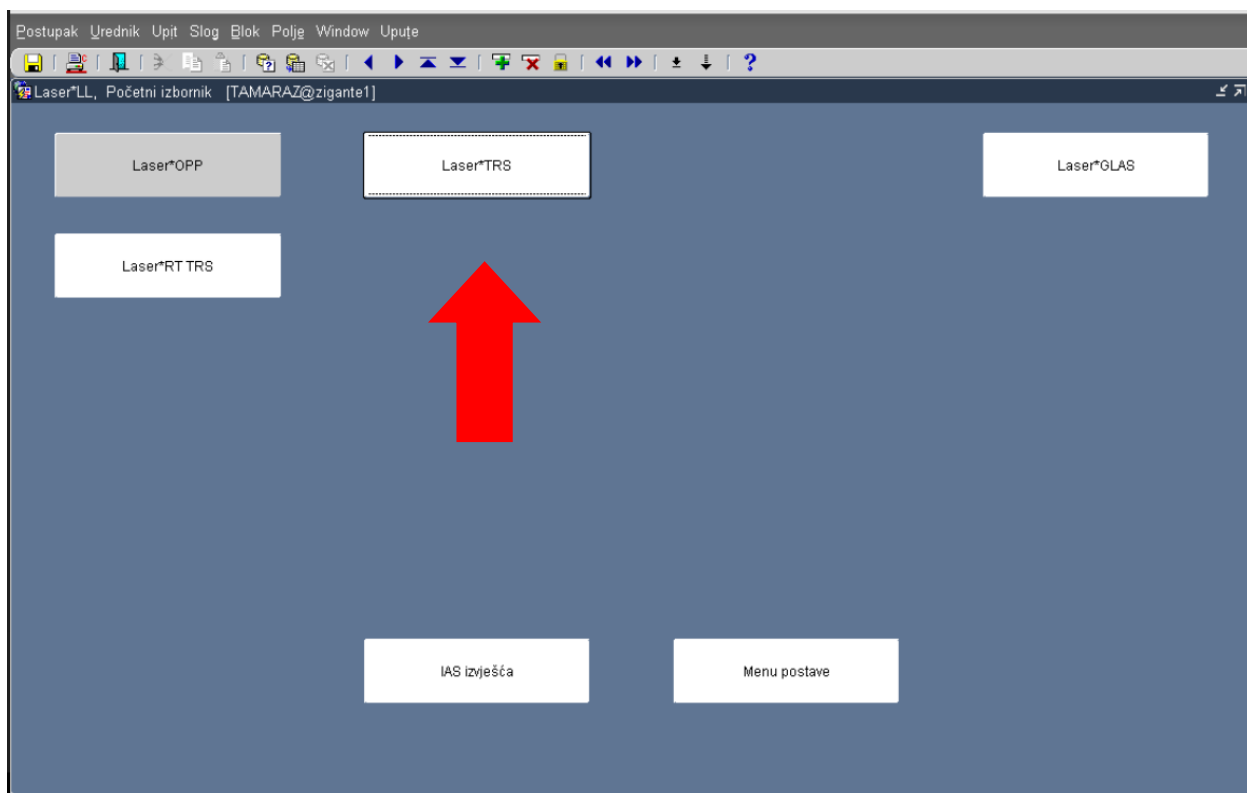 Postupak Urednik Upit Slog Blok Polje Window Upute
Laser*LL, Početni izbornik [TAMARAZ@zigante1]
Laser*OPP
Laser*TRS
Laser*GLAS
Laser*RT TRS
IAS izvješća
Menu postave